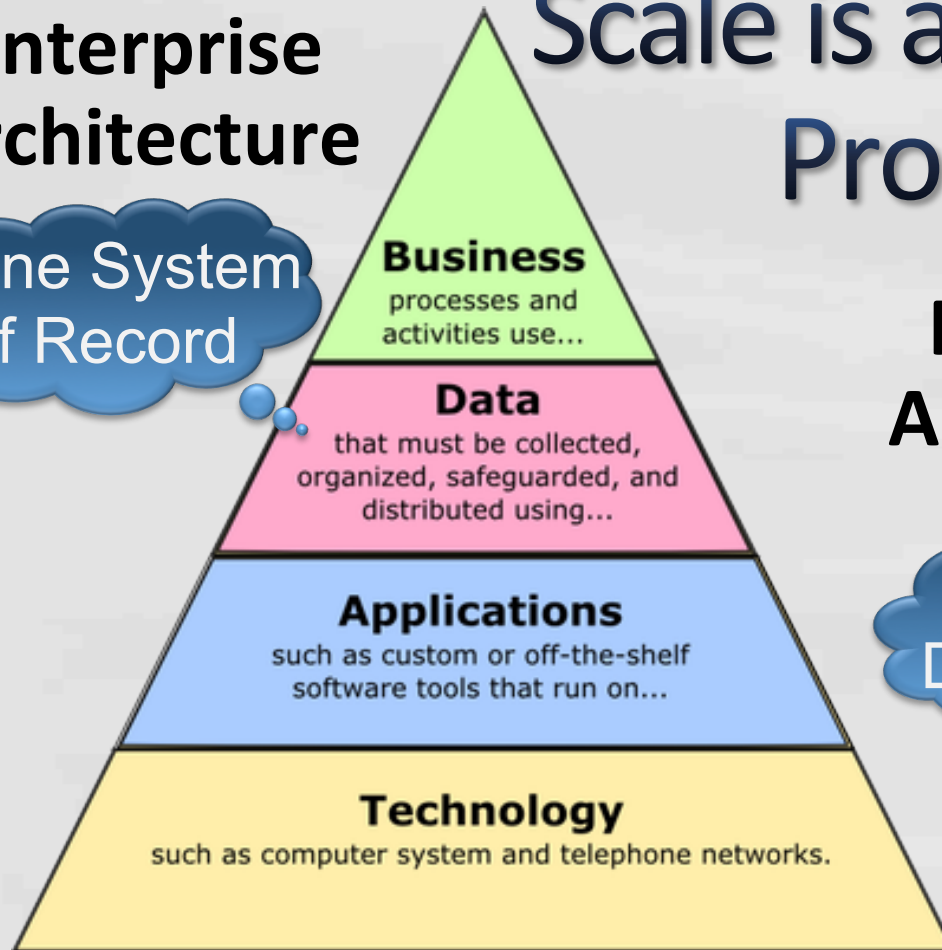 nterprise
rchitecture
Scale is a
Pro
ne System
f Record
Business
processes and
activities use...
Data
that must be collected,
organized, safeguarded, and
distributed using...
A
Applications
such as custom or off-the-shelf
software tools that run on...
D
Technology
such as computer system and telephone networks.